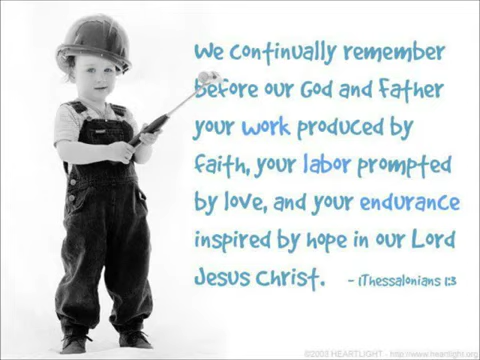 We continually remember
before our God and Father
your work produced by
faith, your labor prompted
by love, and your endurance
inspired by hope in our Lord
Jesus Christ. - 1Thessalonians 1:3
©2003 HEARTLIGHT - http://www.heartlight.org